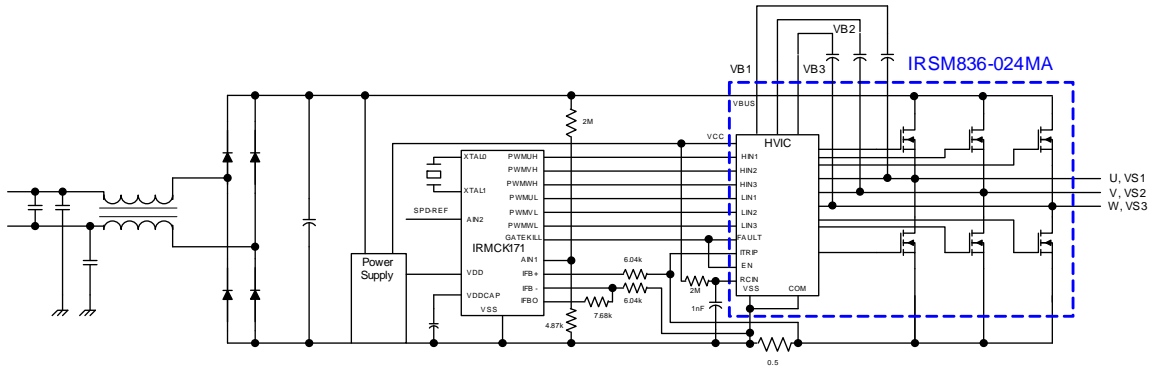 VB2
VB1
VB3
IRSM836-024MA
VBUS
2M
VCC
HVIC
XTAL0
PWMUH
HIN1
PWMVH
HIN2
XTAL1
PWMWH
HIN3
U, VS1
PWMUL
LIN1
V, VS2
SPD-REF
AIN2
PWMVL
LIN2
W, VS3
PWMWL
LIN3
GATEKILL
FAULT
IRMCK171
ITRIP
Power
Supply
AIN1
6.04k
EN
VDD
IFB+
RCIN
IFB -
2M
6.04k
VSS
COM
VDDCAP
IFBO
7.68k
1nF
VSS
4.87k
0.5